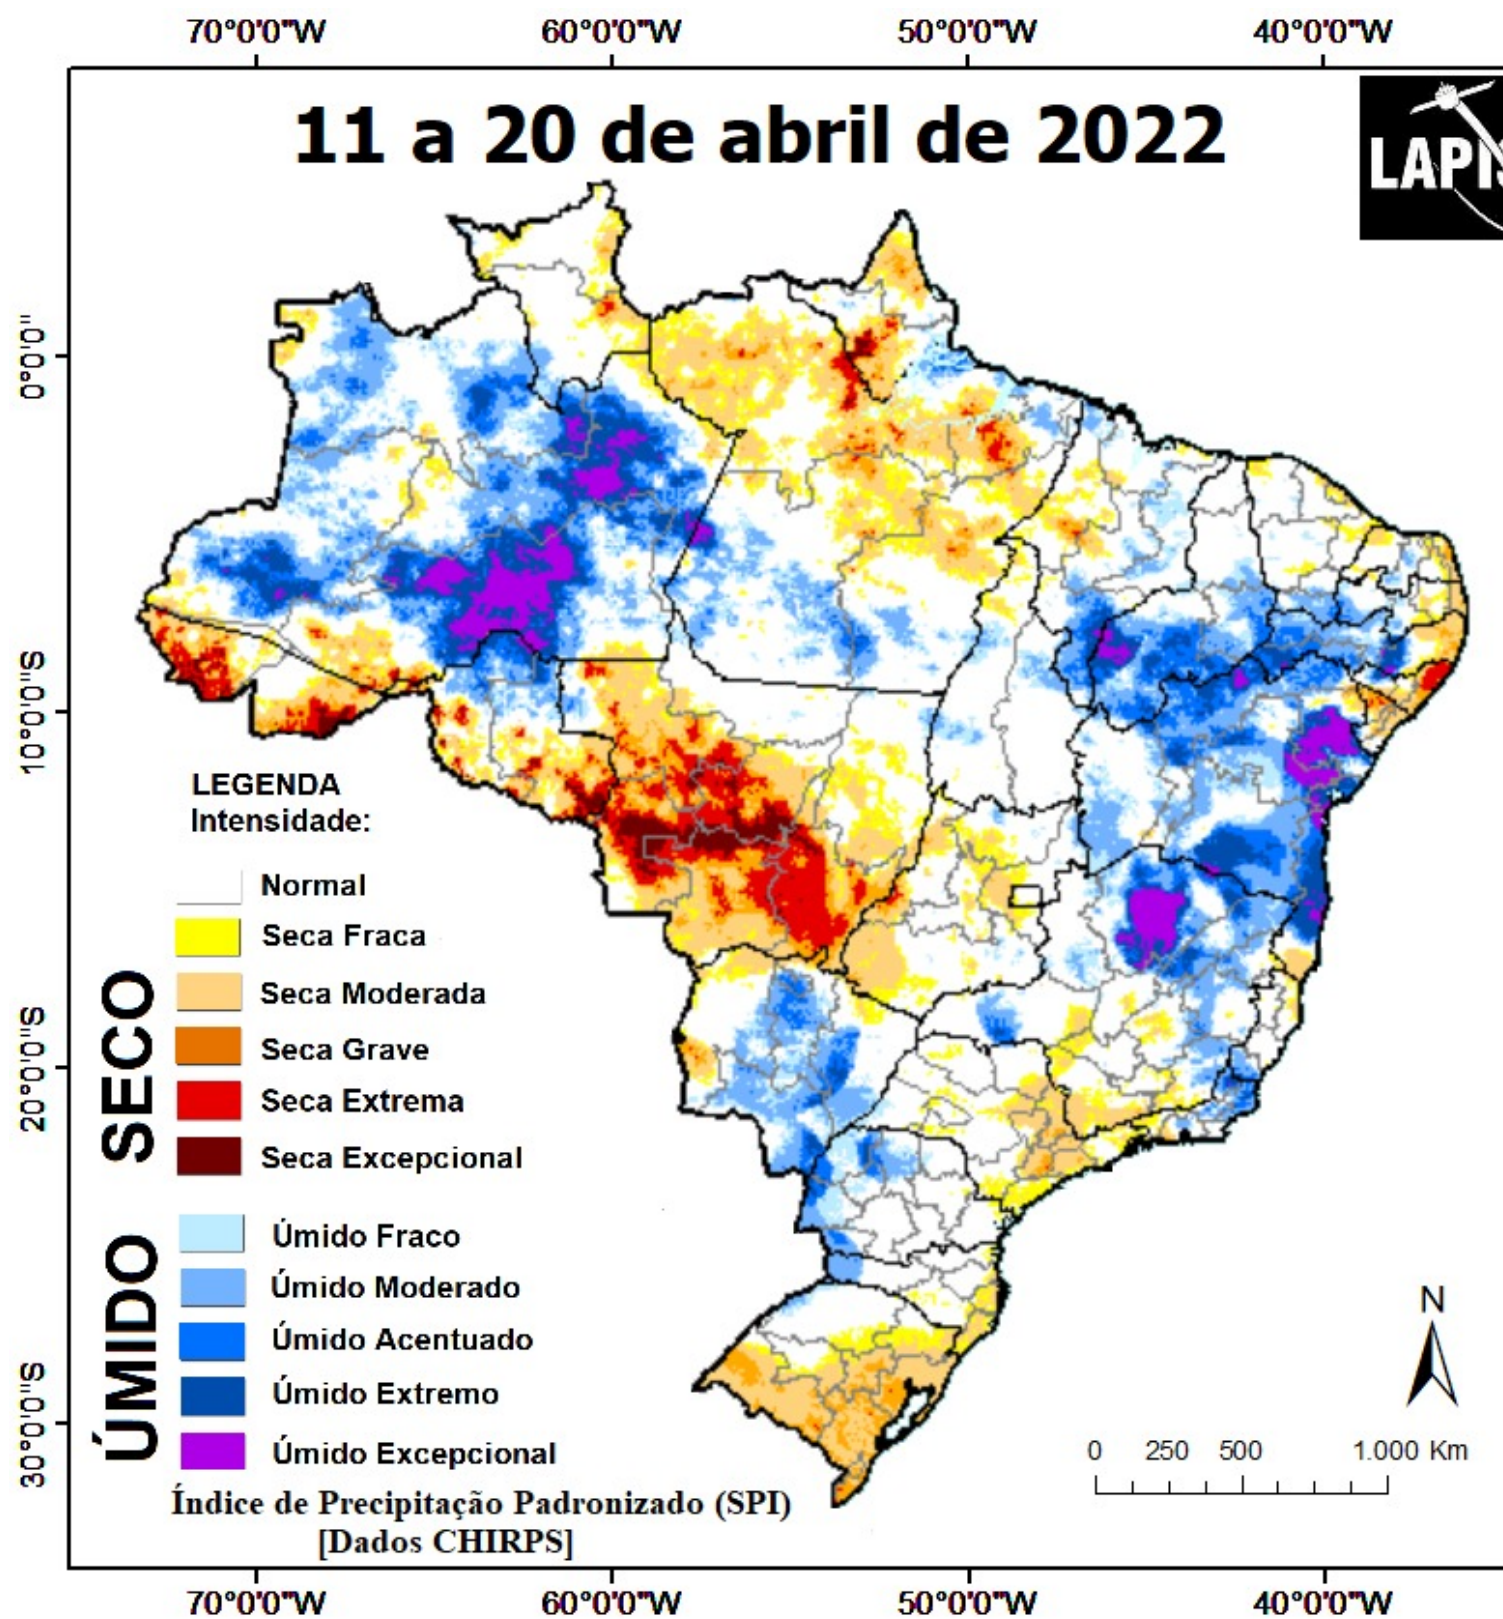 70°0'0"W 60°0'0"W 50°0'0"W 40°0'0"W
11 a 20 de abril de 2022
LAPIS
0°0'0"
10°0'0"S
20°0'0"S
30°0'0"S
LEGENDA
Intensidade:
SECO
Normal
Seca Fraca
Seca Moderada
Seca Grave
Seca Extrema
Seca Excepcional
ÚMIDO
Úmido Fraco
Úmido Moderado
Úmido Acentuado
Úmido Extremo
Úmido Excepcional
Índice de Precipitação Padronizado (SPI)
[Dados CHIRPS]
N
0 250 500 1.000 Km
70°0'0"W 60°0'0"W 50°0'0"W 40°0'0"W